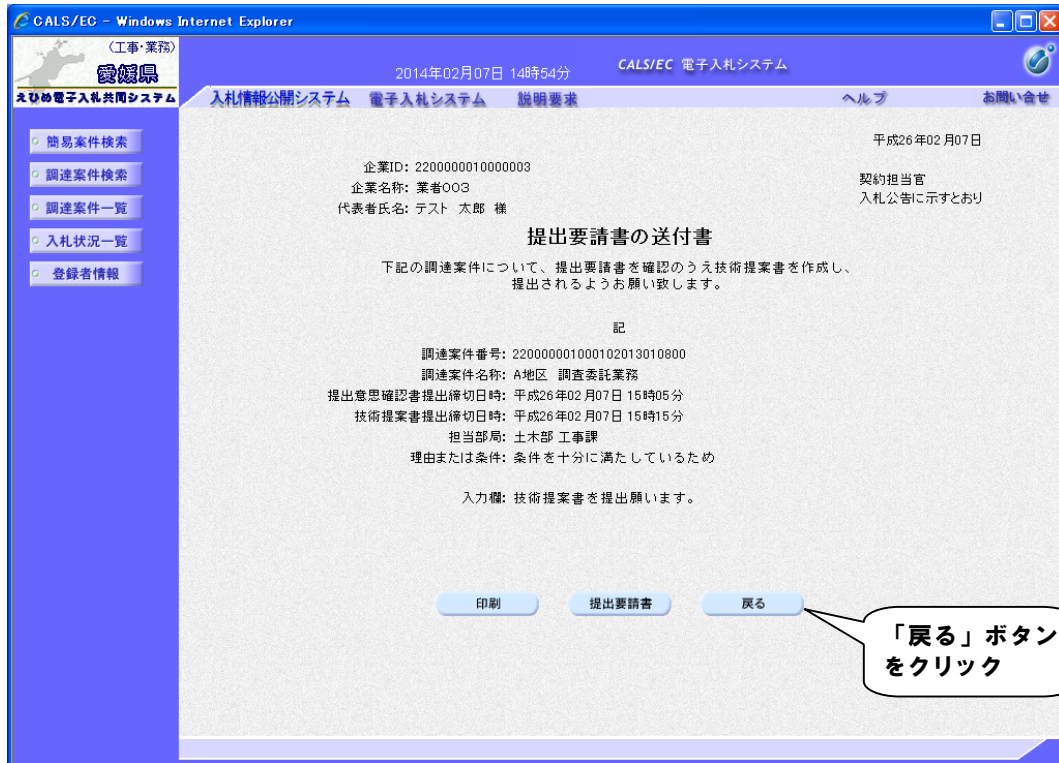 CALS/EC - Windows Internet Explorer
(工事・業務)
愛媛県
えひめ電子入札共同システム
2014年02月07日 14時54分
CALS/EC 電子入札システム
入札情報公開システム 電子入札システム 説明要求 ヘルプ お問い合せ
簡易案件検索
調達案件検索
調達案件一覧
入札状況一覧
登録者情報
平成26年02月07日
企業ID: 2200000010000003
企業名称: 業者003
代表者氏名: テスト 太郎 様
契約担当官
入札公告に示すとおり
提出要請書の送付書
下記の調達案件について、提出要請書を確認のうえ技術提案書を作成し、
提出されるようお願い致します。
記
調達案件番号: 220000001000102013010800
調達案件名称: A地区 調査委託業務
提出意思確認書提出締切日時: 平成26年02月07日 15時05分
技術提案書提出締切日時: 平成26年02月07日 15時15分
担当部局: 土木部 工事課
理由または条件: 条件を十分に満たしているため
入力欄: 技術提案書を提出願います。
印刷 提出要請書 戻る
「戻る」ボタン
をクリック